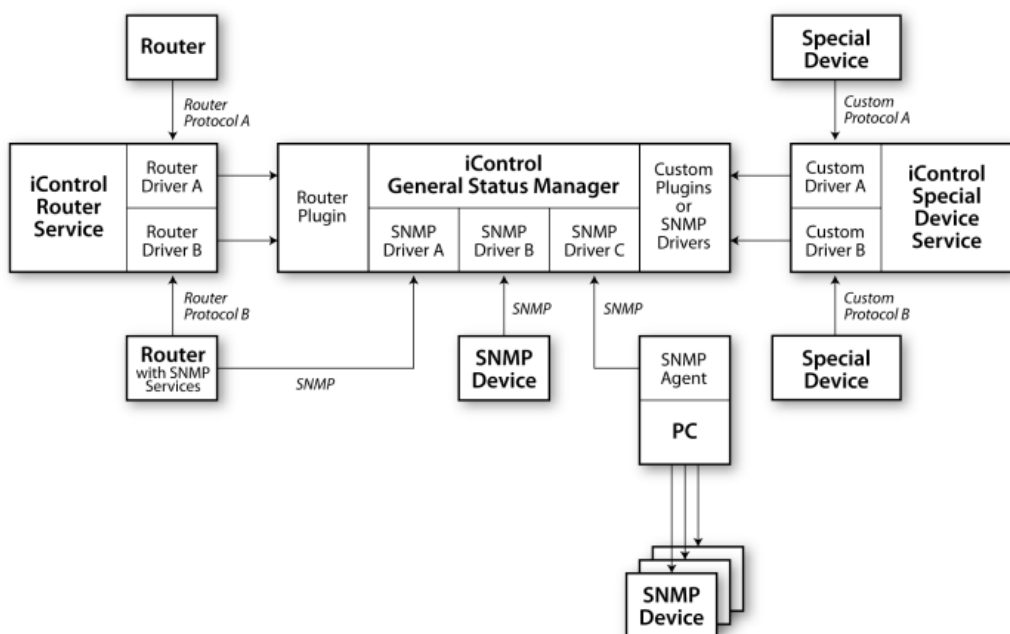 Router
Special
Device
Router
Protocol A
Custom
Protocol A
iControl
Router
Service
Router
Driver A
Router
Driver B
Router
Plugin
iControl
General Status Manager
SNMP
Driver A
SNMP
Driver B
SNMP
Driver C
Custom
Plugins
or
SNMP
Drivers
Custom
Driver A
Custom
Driver B
iControl
Special
Device
Service
Router
Protocol B
SNMP
SNMP
Custom
Protocol B
Router
with SNMP
Services
SNMP
SNMP
Device
SNMP
Agent
PC
Special
Device
SNMP
Device